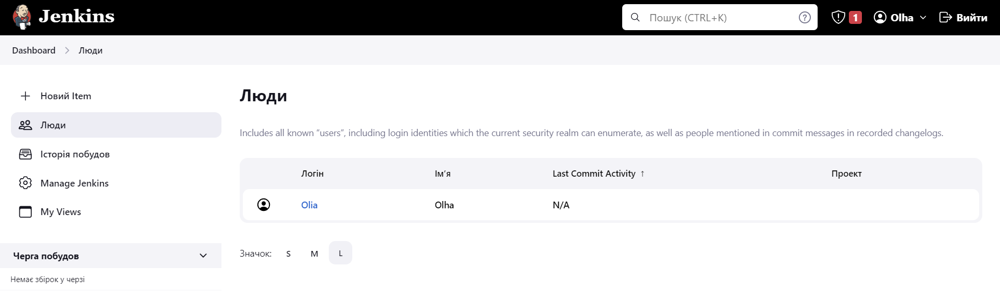 Jenkins
Пошук (CTRL+K)
1
Olha
Вийти
Dashboard
Люди
Новий Item
Люди
Історія побудов
Manage Jenkins
My Views
Черга побудов
Немає збірок у черзі
Люди
Includes all known “users”, including login identities which the current security realm can enumerate, as well as people mentioned in commit messages in recorded changelogs.
Логін Ім’я Last Commit Activity ↑ Проект
Olia Olha N/A
Значок: S M L